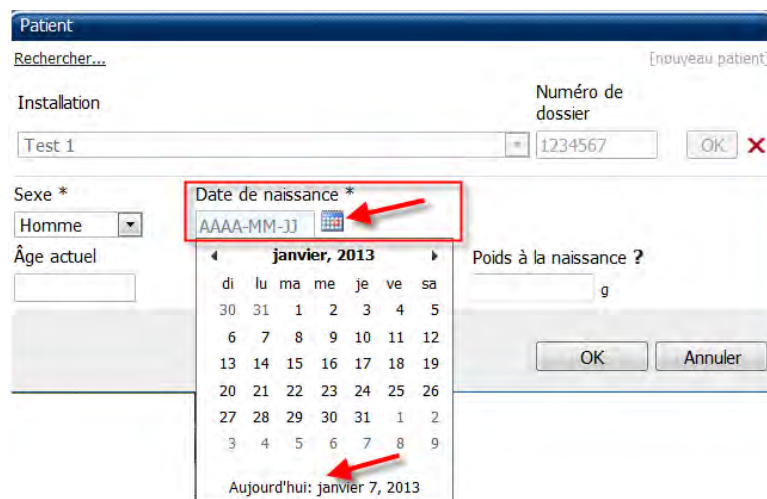 Patient
Rechercher... [nouveau patient]
Installation
Numéro de dossier
Test 1
1234567
OK
Sexe *
Date de naissance *
Homme
AAAA-MM-JJ
Âge actuel
janvier, 2013
Poids à la naissance ?
g
di lu ma me je ve sa
30 31 1 2 3 4 5
6 7 8 9 10 11 12
13 14 15 16 17 18 19
20 21 22 23 24 25 26
27 28 29 30 31 1 2
3 4 5 6 7 8 9
OK Annuler
Aujourd'hui: janvier 7, 2013